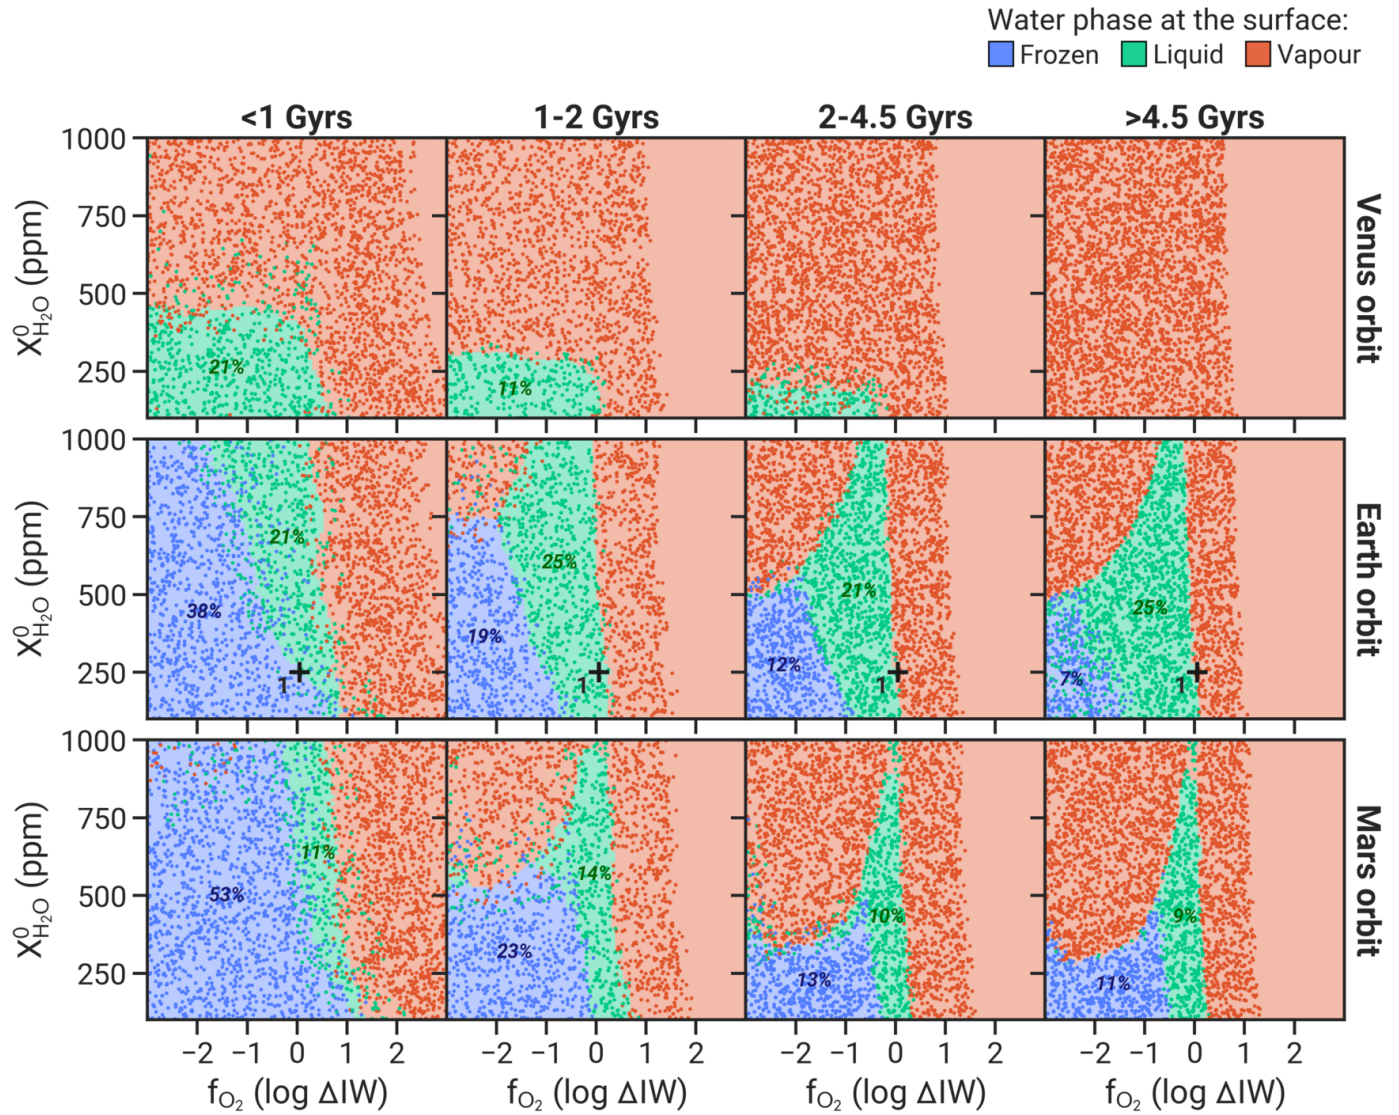 Water phase at the surface:
Frozen Liquid Vapour
<1 Gyrs 1-2 Gyrs 2-4.5 Gyrs >4.5 Gyrs
1000
750
500
250
X⁰H₂O (ppm)
21% 11%
Venus orbit
1000
750
500
250
X⁰H₂O (ppm)
21% 25% 21% 25%
38% 19% 12% 7%
1 1 1 1
Earth orbit
1000
750
500
250
X⁰H₂O (ppm)
11% 14% 10% 9%
53% 23% 13% 11%
Mars orbit
−2 −1 0 1 2 −2 −1 0 1 2 −2 −1 0 1 2 −2 −1 0 1 2
fO₂ (log ΔIW) fO₂ (log ΔIW) fO₂ (log ΔIW) fO₂ (log ΔIW)